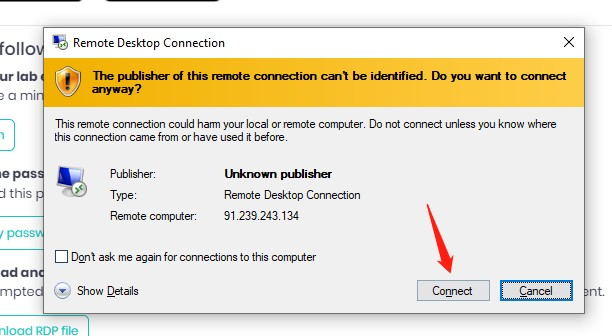 follow
Remote Desktop Connection
The publisher of this remote connection can't be identified. Do you want to connect
anyway?
ur lab
e a min
This remote connection could harm your local or remote computer. Do not connect unless you know where
this connection came from or have used it before.
n
Publisher: Unknown publisher
Type: Remote Desktop Connection
Remote computer: 91.239.243.134
ne pass
d this p
y passw
Don't ask me again for connections to this computer
ad and
Show Details Connect Cancel
mpted ent.
nload RDP file